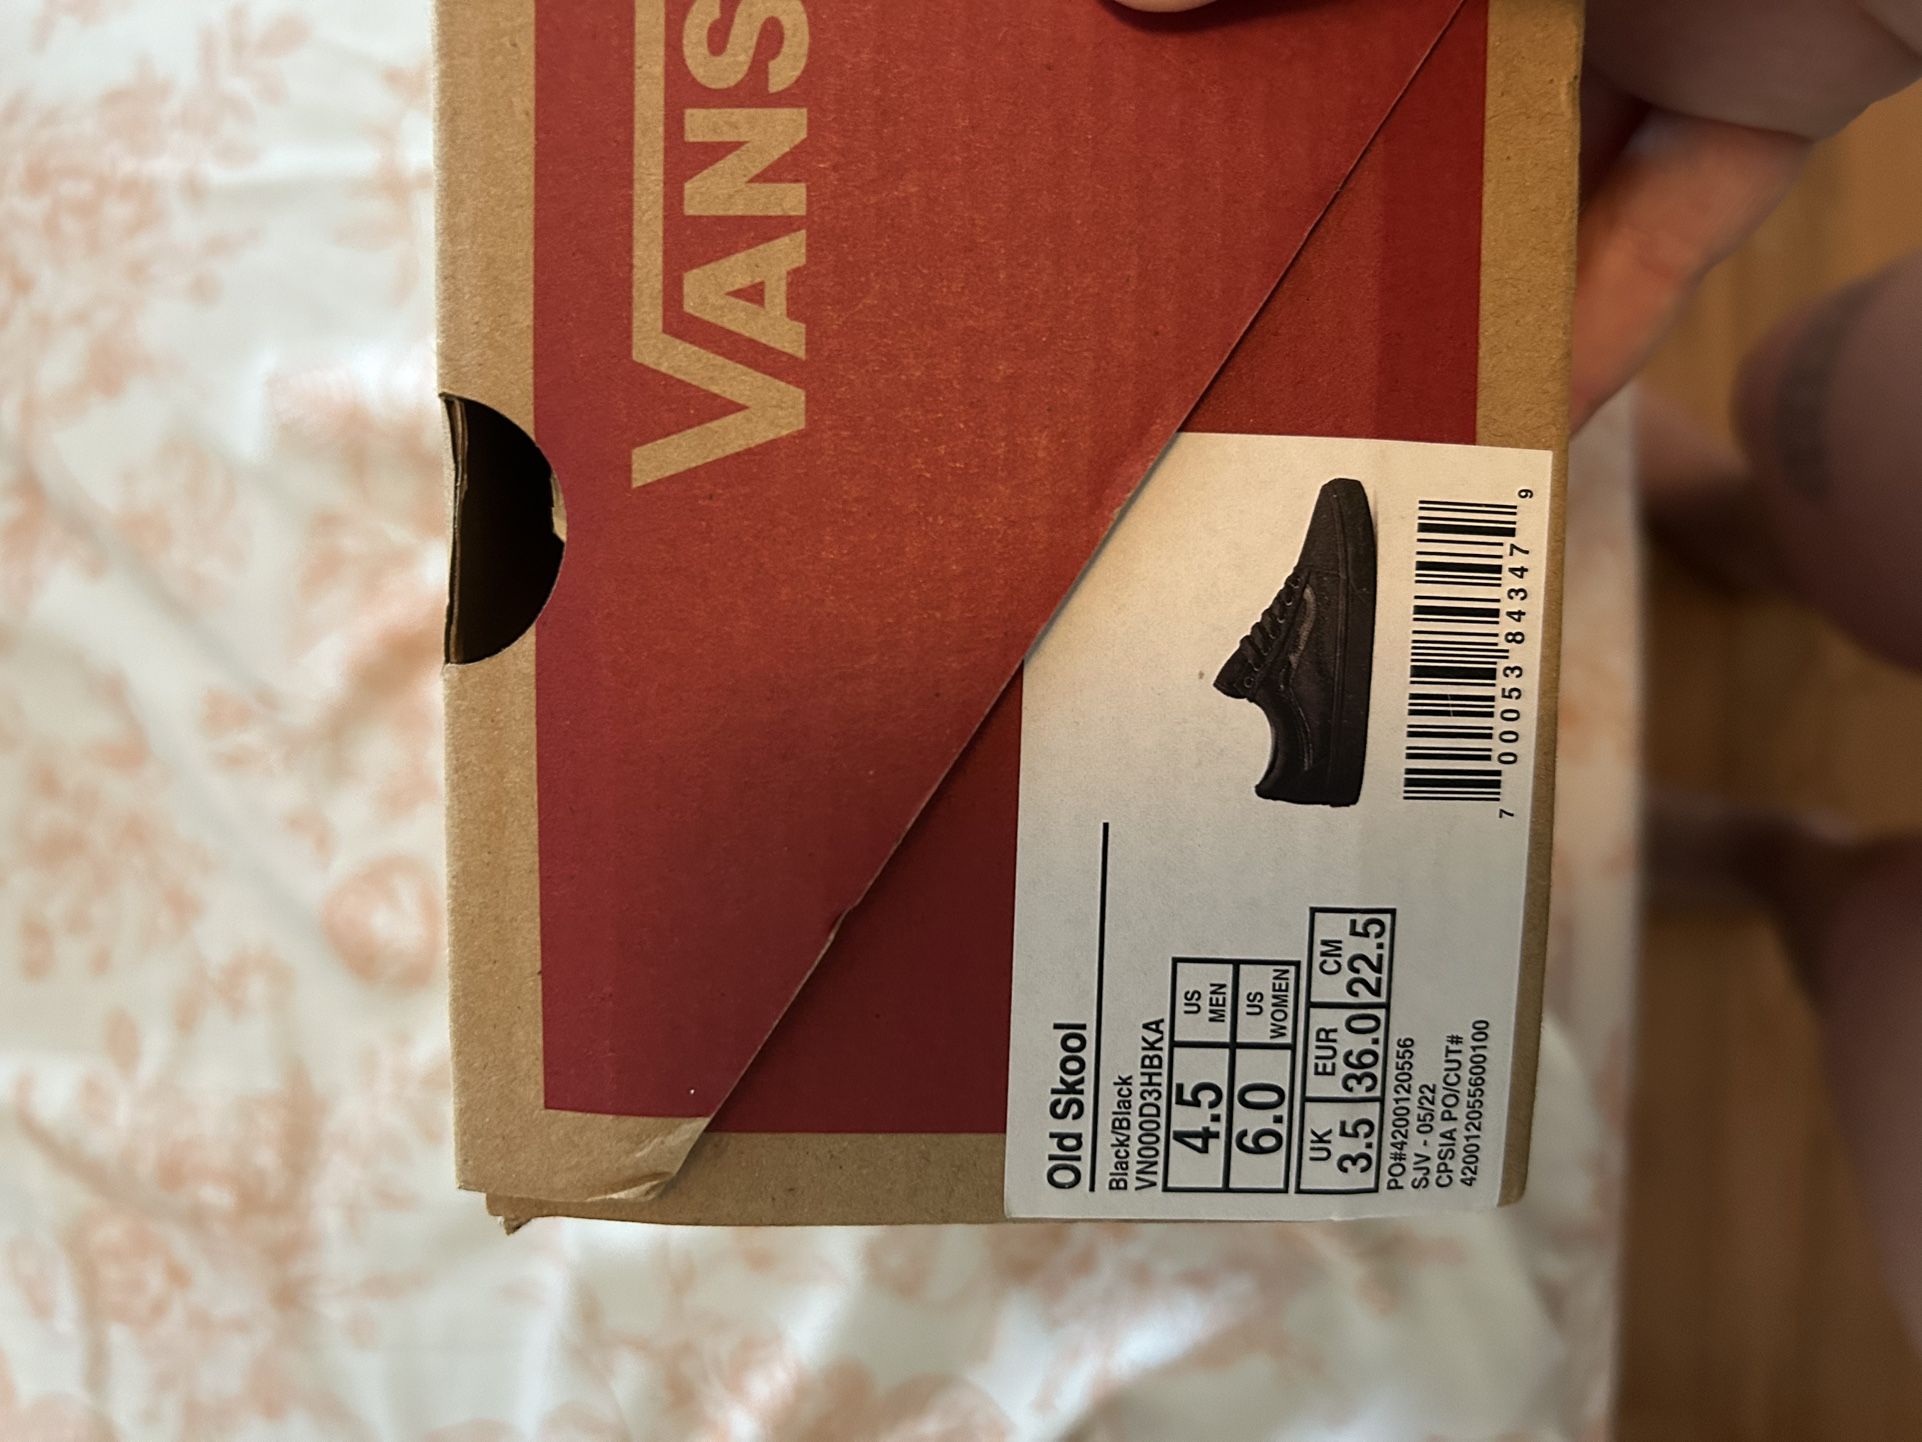 VANS
Old Skool
Black/Black
VN000D3HBKA
4.5 US MEN
6.0 US WOMEN
UK EUR CM
3.5 36.0 22.5
PO#4200120556
SJV - 05/22
CPSIA PO/CUT#
420012055600100
7 00053 84347 9